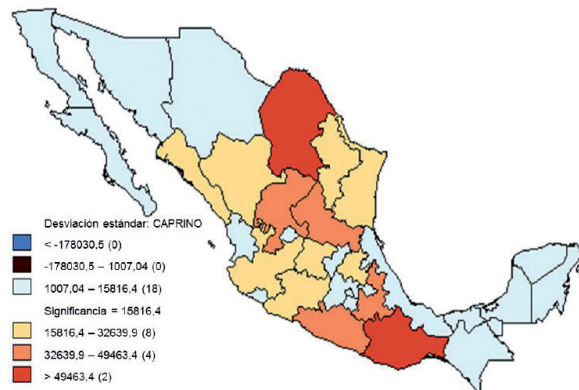 Desviación estándar: CAPRINO
< -178030,5 (0)
-178030,5 – 1007,04 (0)
1007,04 – 15816,4 (18)
Significancia = 15816,4
15816,4 – 32639,9 (8)
32639,9 – 49463,4 (4)
> 49463,4 (2)